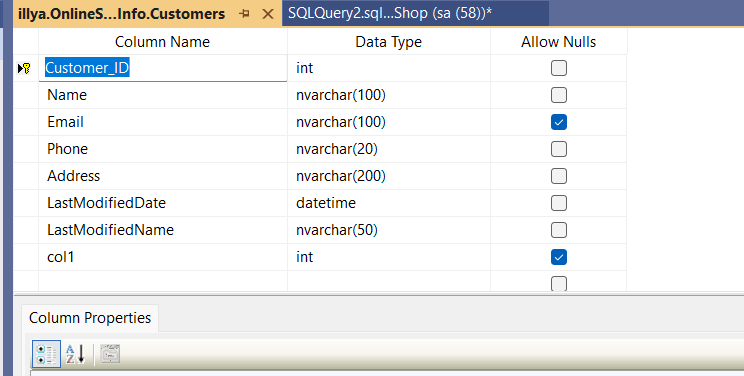 illya.OnlineS...Info.Customers SQLQuery2.sql...Shop (sa (58))*
Column Name Data Type Allow Nulls
Customer_ID int
Name nvarchar(100)
Email nvarchar(100)
Phone nvarchar(20)
Address nvarchar(200)
LastModifiedDate datetime
LastModifiedName nvarchar(50)
col1 int
Column Properties
A
Z